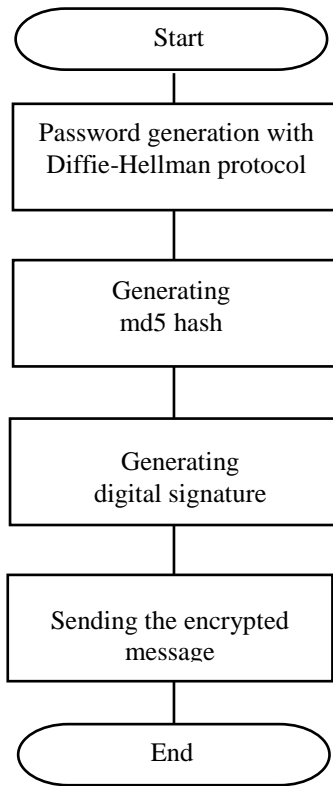 Start
Password generation with
Diffie-Hellman protocol
Generating
md5 hash
Generating
digital signature
Sending the encrypted
message
End